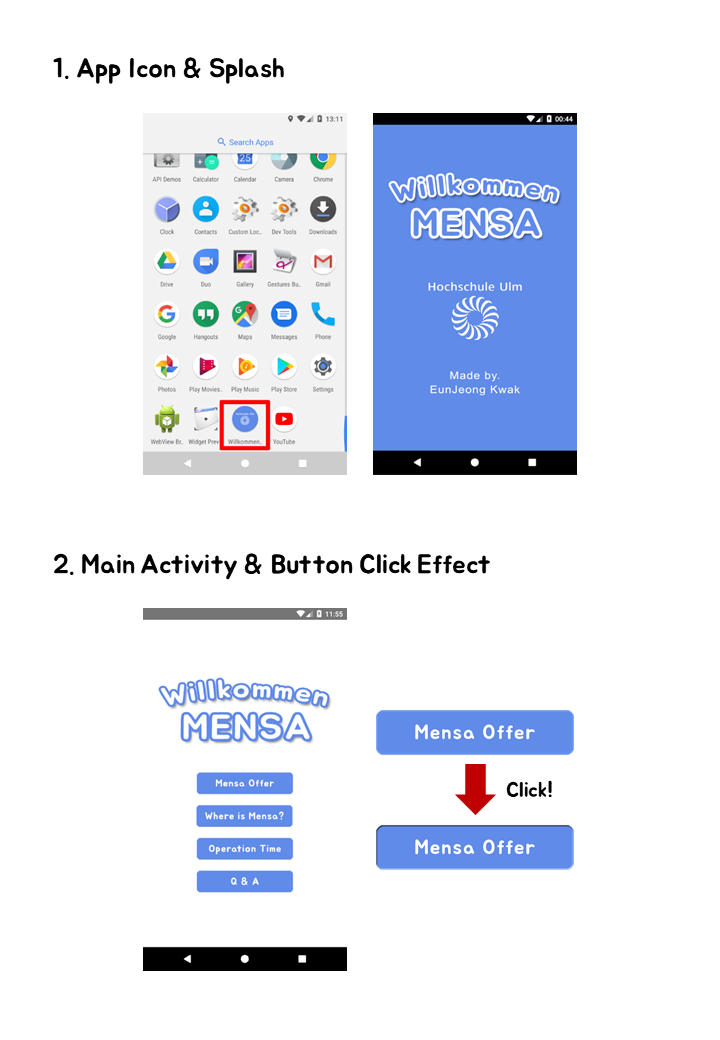 1. App Icon & Splash
13:11
Search Apps
API Demos Calculator Calendar Camera Chrome
25
Clock Contacts Custom Loc.. Dev Tools Downloads
Drive Duo Gallery Gestures Bu.. Gmail
Google Hangouts Maps Messages Phone
Photos Play Movies.. Play Music Play Store Settings
WebView Br.. Widget Prev Willkommen.. YouTube
00:44
Willkommen
MENSA
Hochschule Ulm
Made by.
EunJeong Kwak
2. Main Activity & Button Click Effect
11:55
Willkommen
MENSA
Mensa Offer
Where is Mensa?
Operation Time
Q & A
Mensa Offer
Click!
Mensa Offer